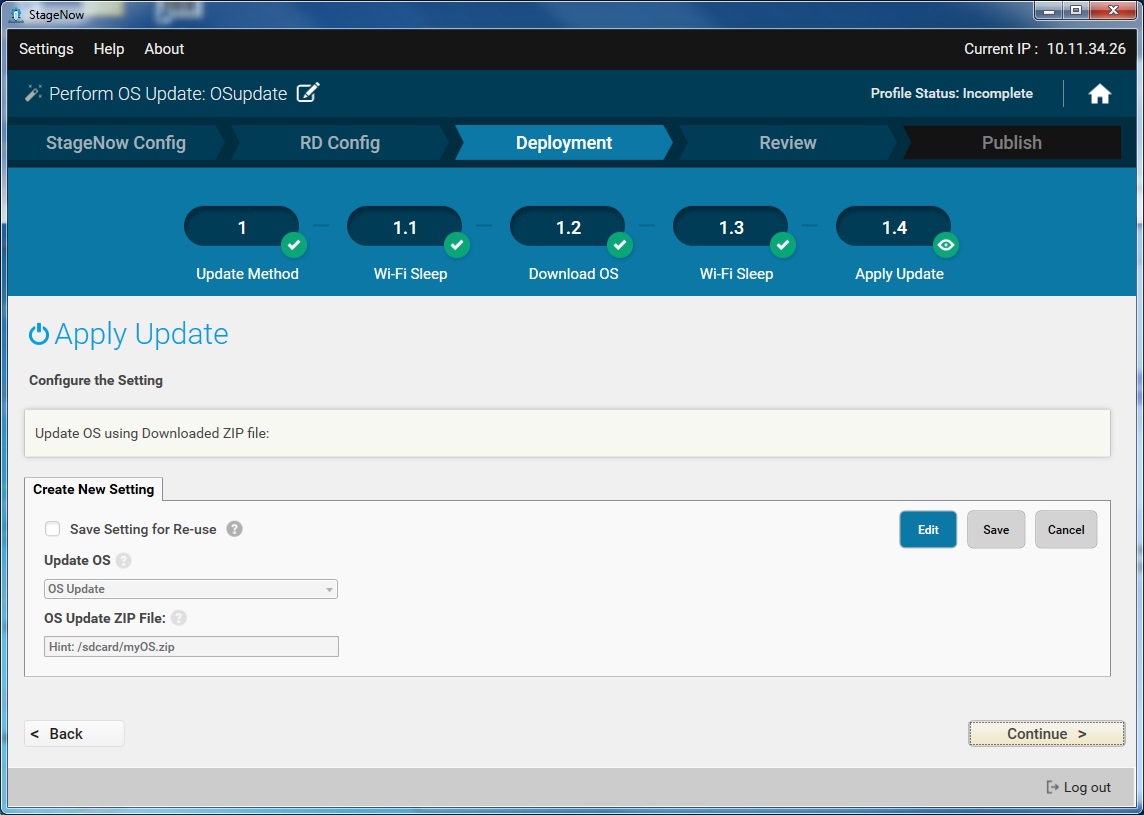 StageNow
Settings Help About Current IP : 10.11.34.26
Perform OS Update: OSupdate Profile Status: Incomplete
StageNow Config RD Config Deployment Review Publish
1 1.1 1.2 1.3 1.4
Update Method Wi-Fi Sleep Download OS Wi-Fi Sleep Apply Update
Apply Update
Configure the Setting
Update OS using Downloaded ZIP file:
Create New Setting
Save Setting for Re-use ? Edit Save Cancel
Update OS ?
OS Update
OS Update ZIP File: ?
Hint: /sdcard/myOS.zip
< Back Continue >
Log out